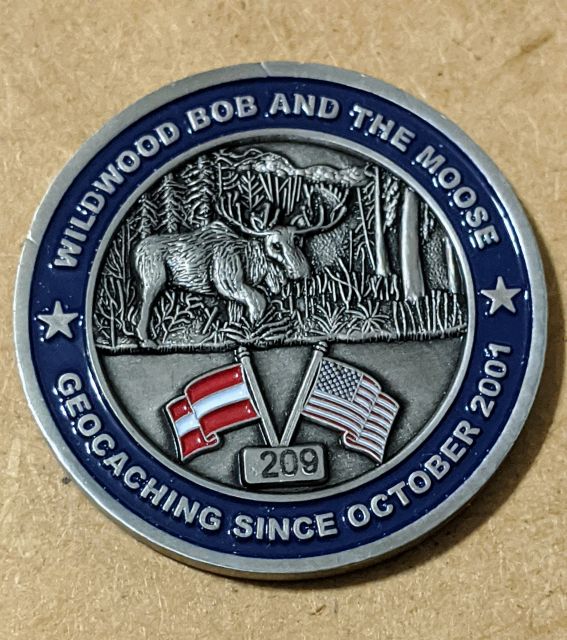 WILDWOOD BOB AND THE MOOSE
209
GEOCACHING SINCE OCTOBER 2001